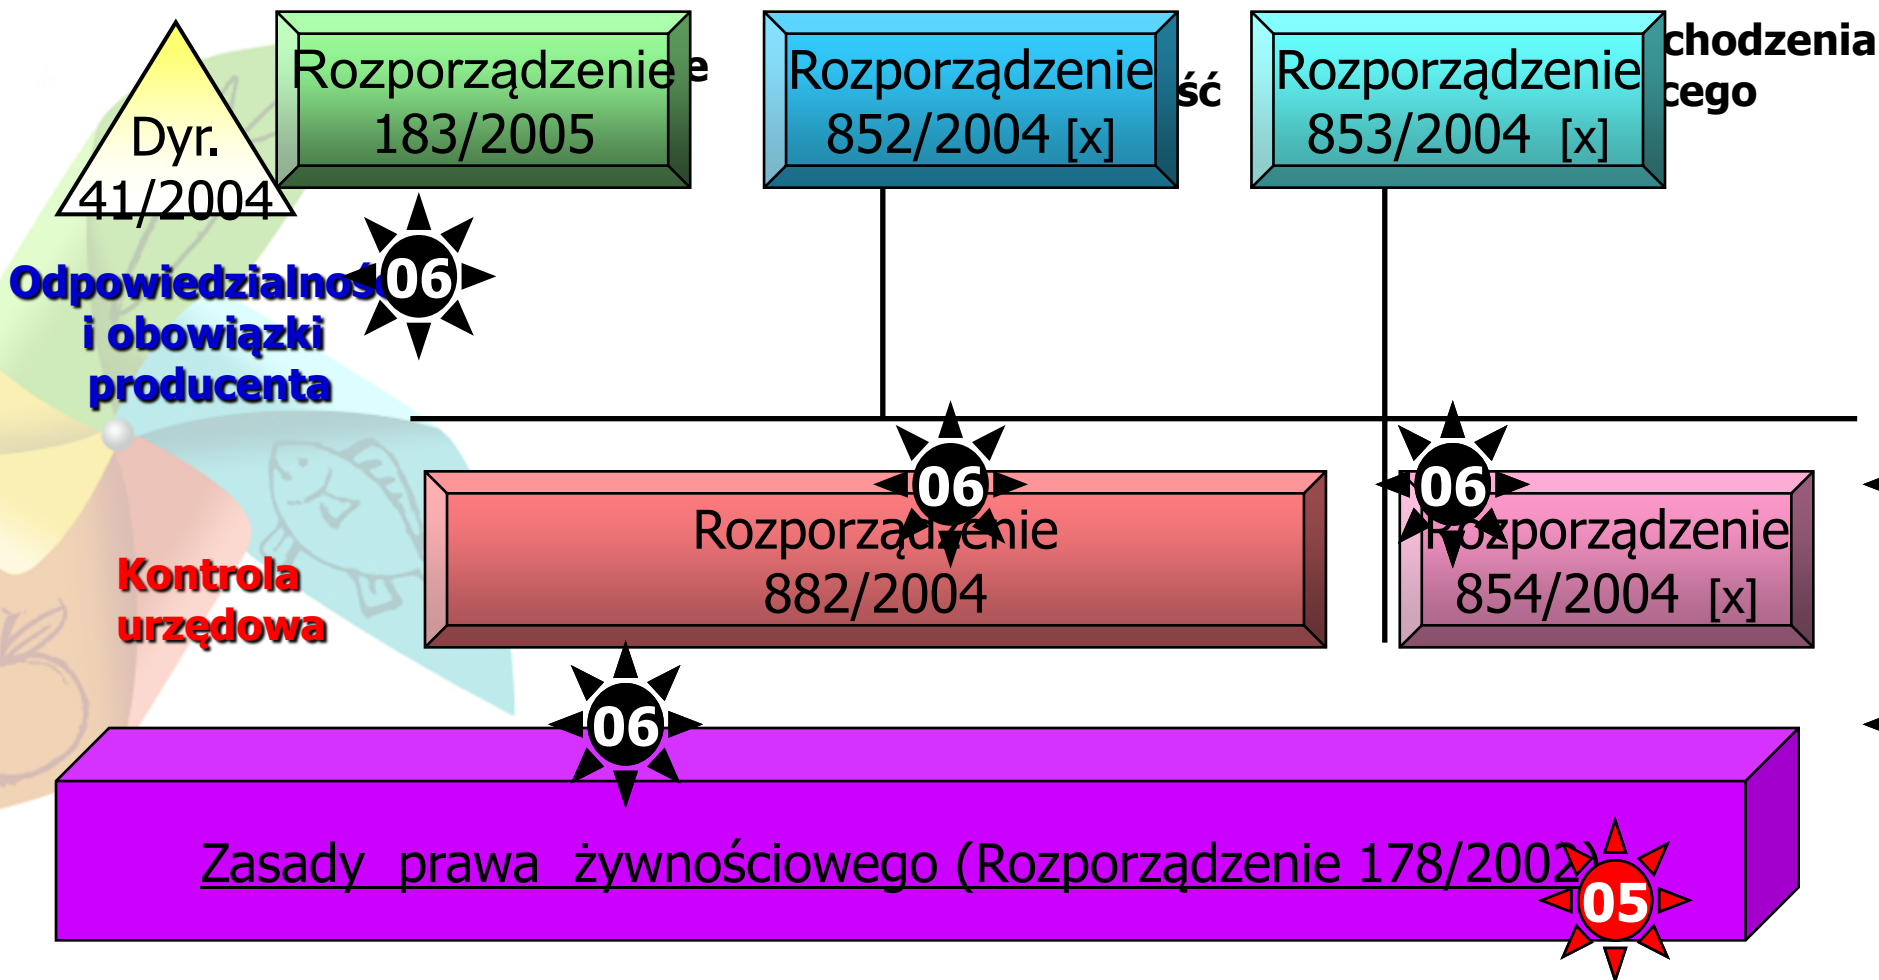 Dyr.
41/2004
Rozporządzenie
183/2005
Rozporządzenie
852/2004 [x]
Rozporządzenie
853/2004 [x]
e
ść
chodzenia
cego
Odpowiedzialność
i obowiązki
producenta
06
06
06
Rozporządzenie
882/2004
Rozporządzenie
854/2004 [x]
Kontrola
urzędowa
06
Zasady prawa żywnościowego (Rozporządzenie 178/2002)
05